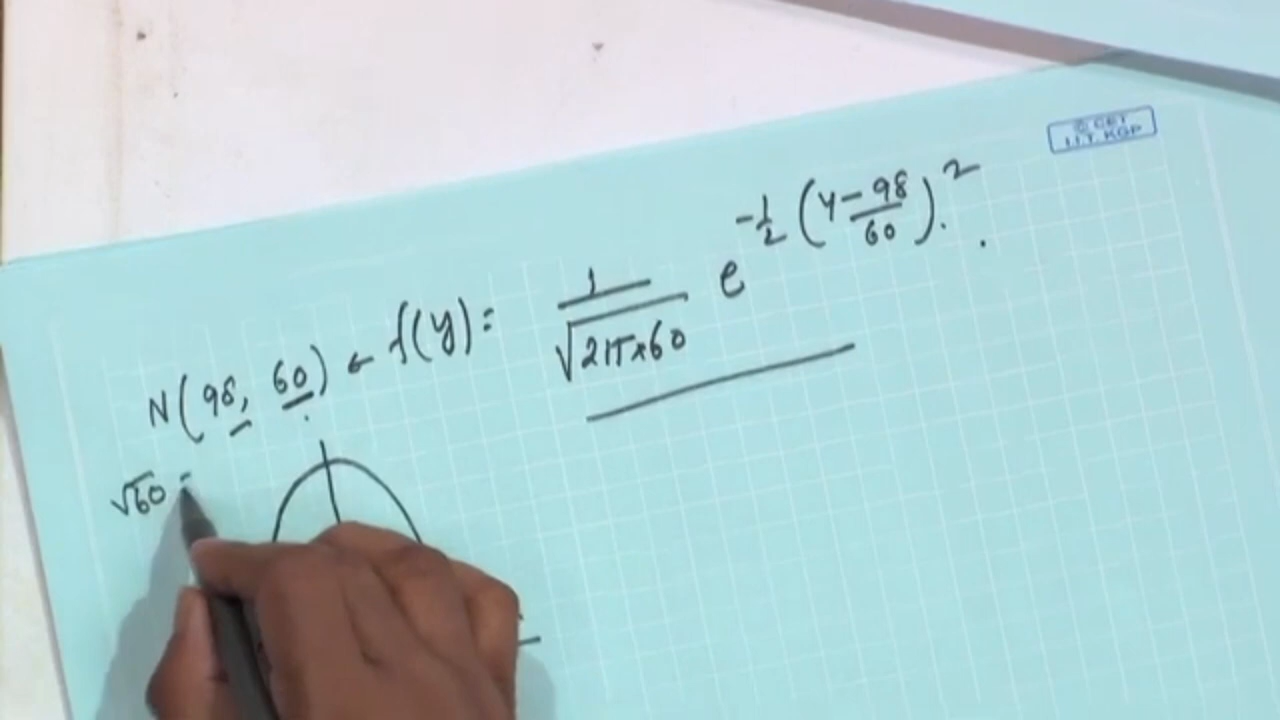 © CET
I.I.T. KGP
N(98, 60) ← f(y) = 1/√(2π×60) e^(-1/2 ((y-98)/60)^2)
√60 =